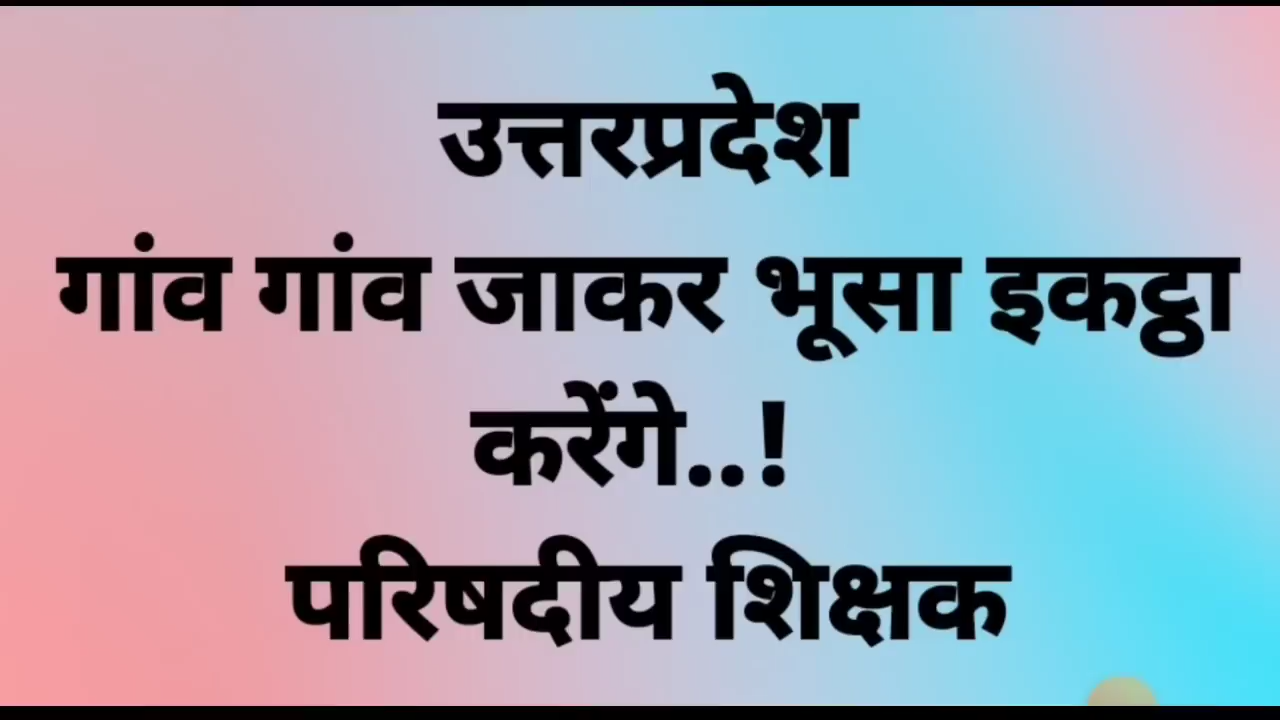 उत्तरप्रदेश
गांव गांव जाकर भूसा इकट्ठा
करेंगे..!
परिषदीय शिक्षक